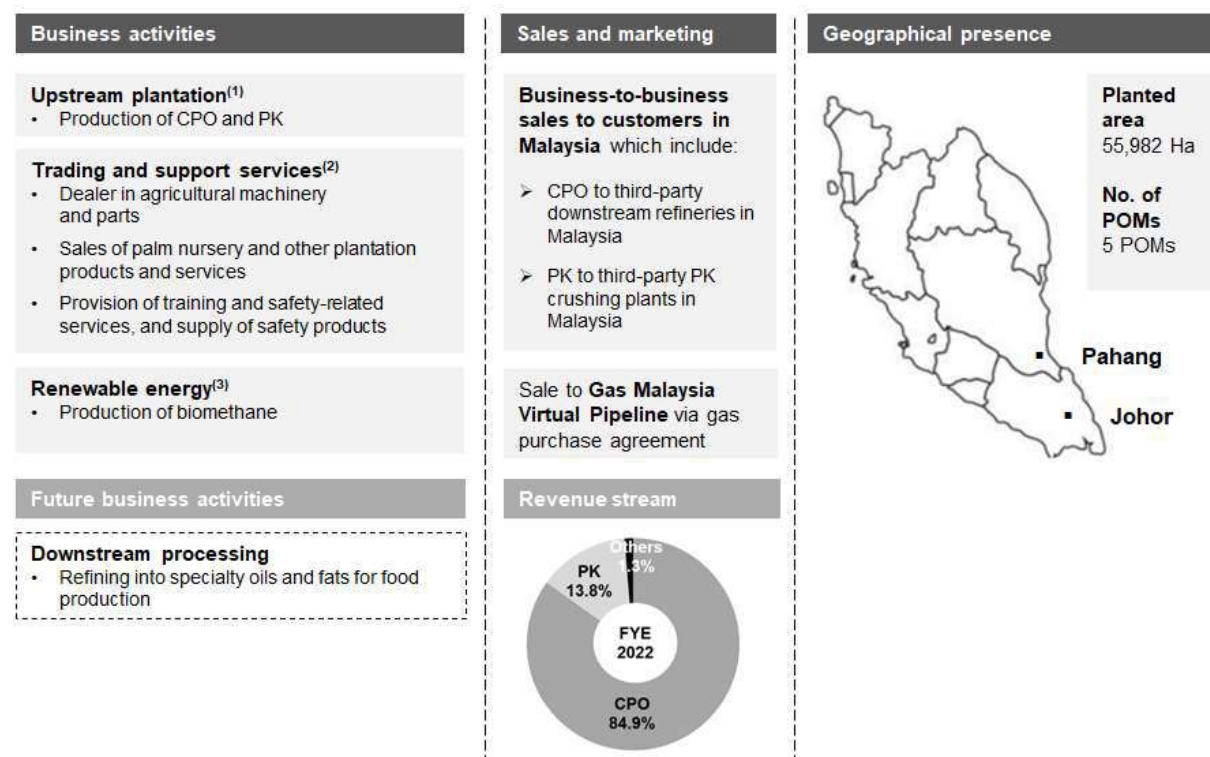 Business activities
Upstream plantation(1)
• Production of CPO and PK
Trading and support services(2)
• Dealer in agricultural machinery
and parts
• Sales of palm nursery and other plantation
products and services
• Provision of training and safety-related
services, and supply of safety products
Renewable energy(3)
• Production of biomethane
Future business activities
Downstream processing
• Refining into specialty oils and fats for food
production
Sales and marketing
Business-to-business
sales to customers in
Malaysia which include:
➢ CPO to third-party
downstream refineries in
Malaysia
➢ PK to third-party PK
crushing plants in
Malaysia
Sale to Gas Malaysia
Virtual Pipeline via gas
purchase agreement
Revenue stream
Others
1.3%
PK
13.8%
FYE
2022
CPO
84.9%
Geographical presence
Planted
area
55,982 Ha
No. of
POMs
5 POMs
Pahang
Johor